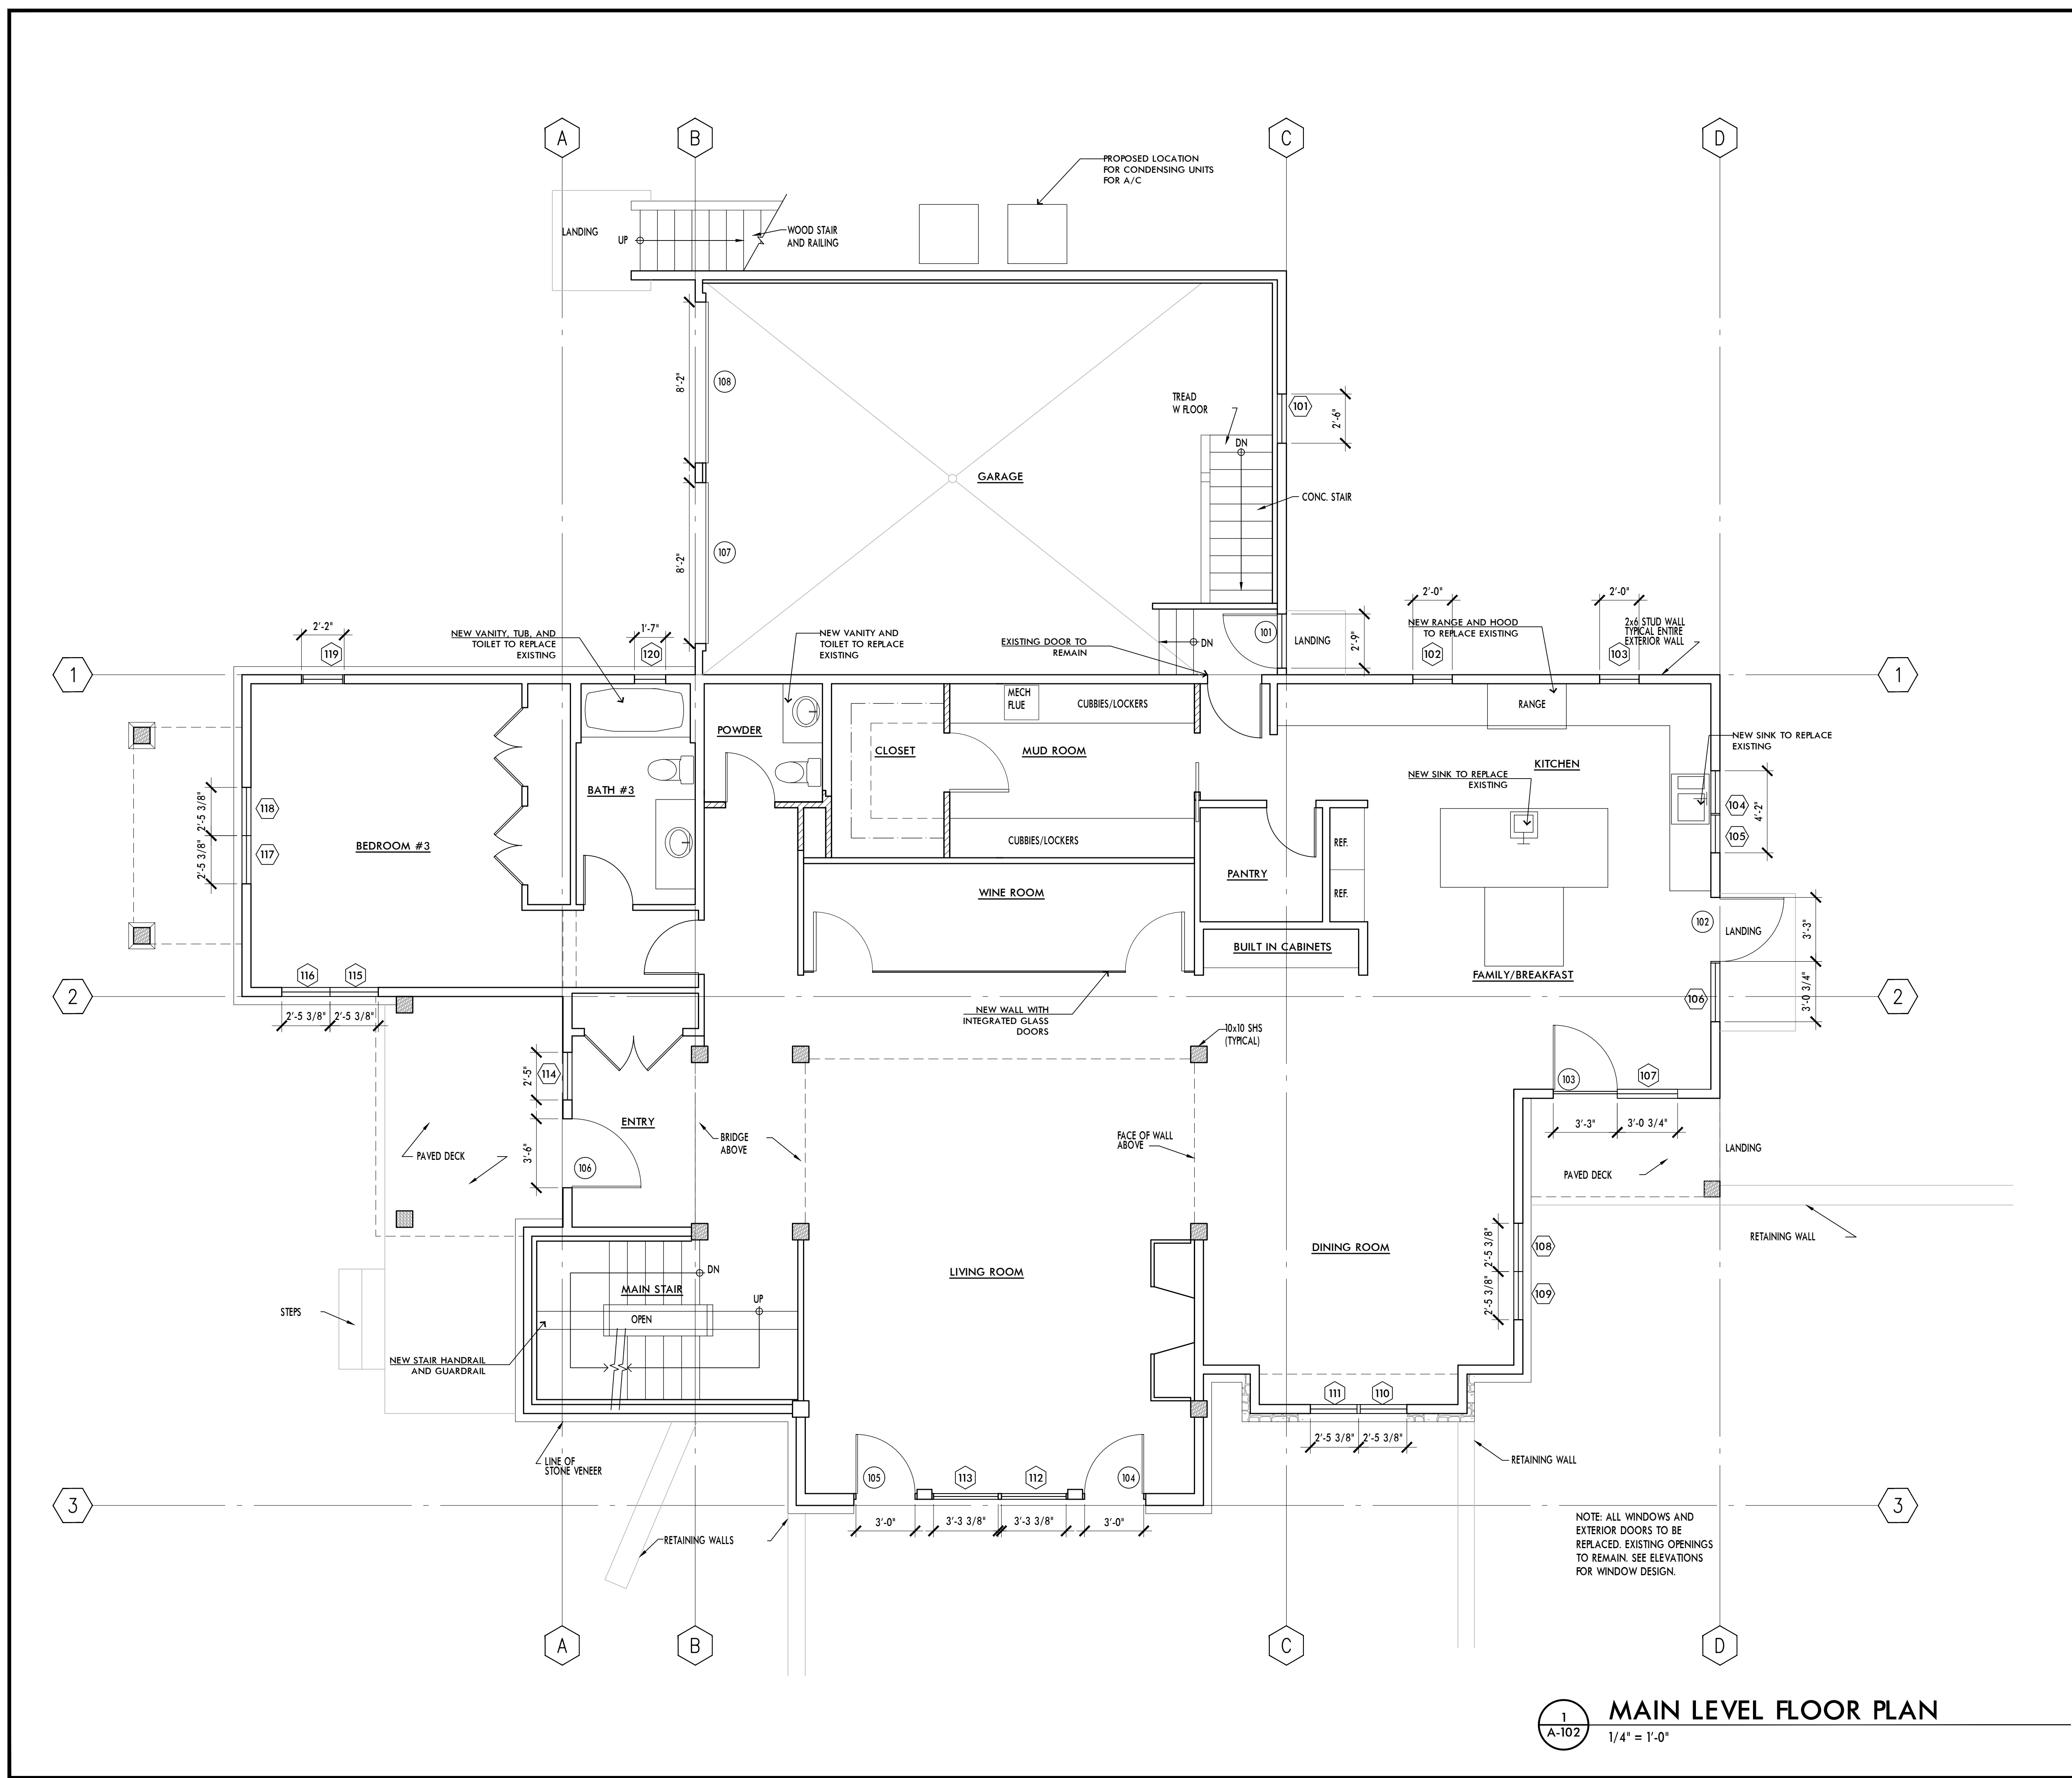 A
B
C
D
PROPOSED LOCATION
FOR CONDENSING UNITS
FOR A/C
LANDING
UP
WOOD STAIR
AND RAILING
8'-2"
108
TREAD
W FLOOR
DN
101
2'-6"
GARAGE
CONC. STAIR
8'-2"
107
2'-2"
119
NEW VANITY, TUB, AND
TOILET TO REPLACE
EXISTING
1'-7"
120
NEW VANITY AND
TOILET TO REPLACE
EXISTING
EXISTING DOOR TO
REMAIN
DN
101
LANDING
2'-9"
2'-0"
NEW RANGE AND HOOD
TO REPLACE EXISTING
102
2'-0"
2x6 STUD WALL
TYPICAL ENTIRE
EXTERIOR WALL
103
1
1
MECH
FLUE
CUBBIES/LOCKERS
RANGE
POWDER
CLOSET
MUD ROOM
KITCHEN
NEW SINK TO REPLACE
EXISTING
NEW SINK TO REPLACE
EXISTING
BATH #3
118
2'-5 3/8"
117
2'-5 3/8"
BEDROOM #3
104
4'-2"
105
CUBBIES/LOCKERS
REF.
PANTRY
REF.
WINE ROOM
102
LANDING
3'-3"
BUILT IN CABINETS
FAMILY/BREAKFAST
116
115
2
106
3'-0 3/4"
2
2'-5 3/8"
2'-5 3/8"
NEW WALL WITH
INTEGRATED GLASS
DOORS
10x10 SHS
(TYPICAL)
2'-5"
114
103
107
ENTRY
3'-3"
3'-0 3/4"
BRIDGE
ABOVE
FACE OF WALL
ABOVE
LANDING
PAVED DECK
3'-6"
106
PAVED DECK
RETAINING WALL
DINING ROOM
2'-5 3/8"
108
LIVING ROOM
DN
MAIN STAIR
UP
OPEN
2'-5 3/8"
109
STEPS
NEW STAIR HANDRAIL
AND GUARDRAIL
111
110
2'-5 3/8"
2'-5 3/8"
LINE OF
STONE VENEER
RETAINING WALL
105
113
112
104
3
3
3'-0"
3'-3 3/8"
3'-3 3/8"
3'-0"
RETAINING WALLS
NOTE: ALL WINDOWS AND
EXTERIOR DOORS TO BE
REPLACED. EXISTING OPENINGS
TO REMAIN. SEE ELEVATIONS
FOR WINDOW DESIGN.
A
B
C
D
1
A-102
MAIN LEVEL FLOOR PLAN
1/4" = 1'-0"